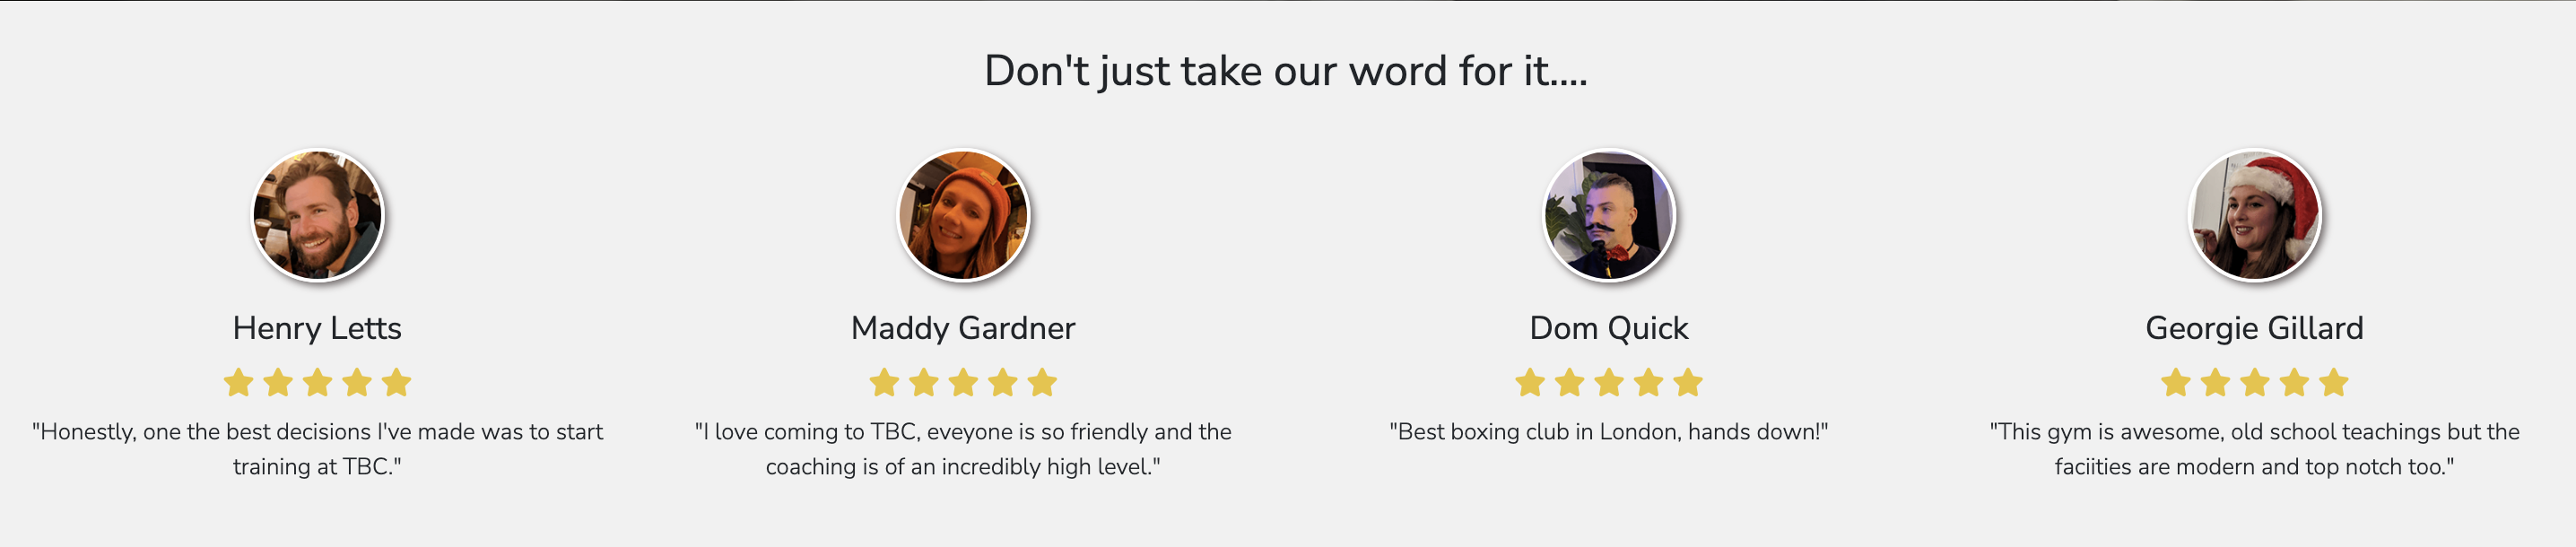 Don't just take our word for it....
Henry Letts
"Honestly, one the best decisions I've made was to start
training at TBC."
Maddy Gardner
"I love coming to TBC, eveyone is so friendly and the
coaching is of an incredibly high level."
Dom Quick
"Best boxing club in London, hands down!"
Georgie Gillard
"This gym is awesome, old school teachings but the
faciities are modern and top notch too."